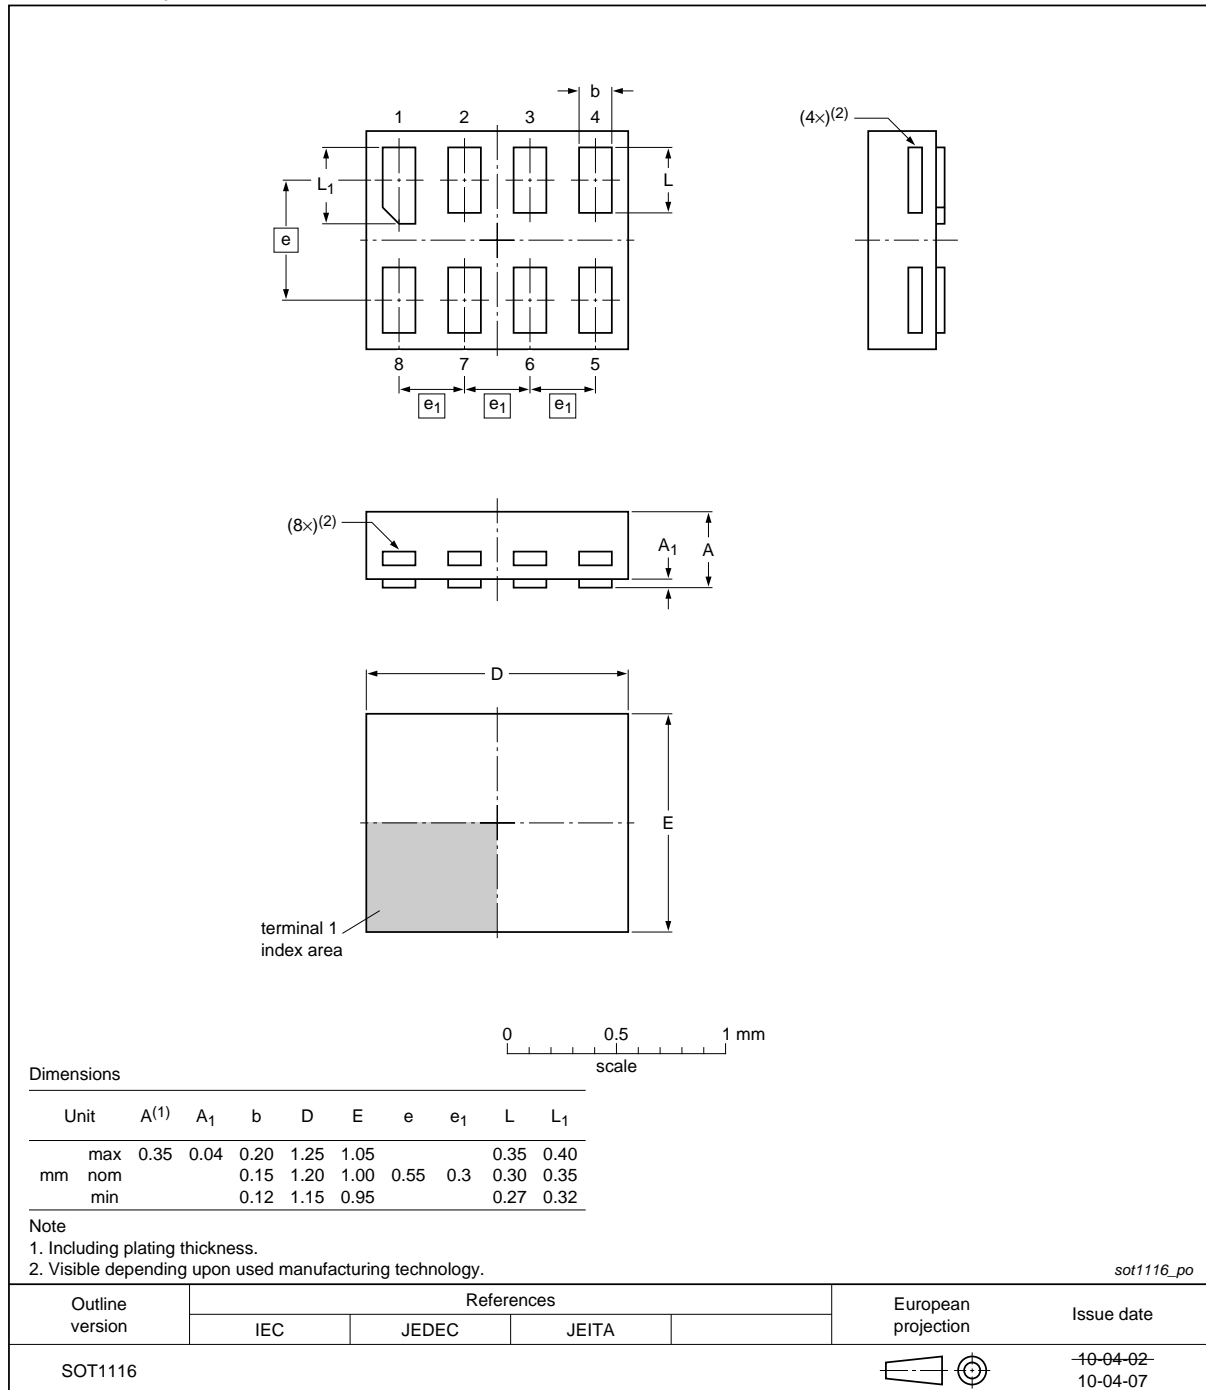 b
1 2 3 4
(4×)(2)
L1
L
e
8 7 6 5
e1 e1 e1
(8×)(2)
A1 A
D
E
terminal 1
index area
0 0.5 1 mm
scale
Dimensions
Unit A(1) A1 b D E e e1 L L1
max 0.35 0.04 0.20 1.25 1.05 0.35 0.40
mm nom 0.15 1.20 1.00 0.55 0.3 0.30 0.35
min 0.12 1.15 0.95 0.27 0.32
Note
1. Including plating thickness.
2. Visible depending upon used manufacturing technology.
sot1116_po
Outline version References European projection Issue date
IEC JEDEC JEITA
SOT1116 10-04-02
10-04-07